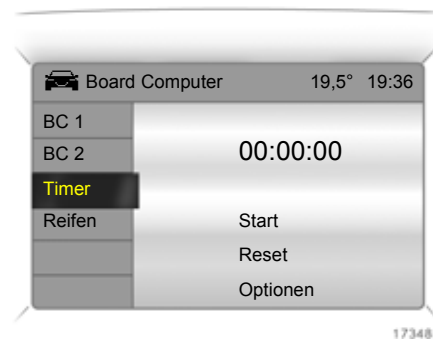 Board Computer 19,5° 19:36
BC 1
BC 2
00:00:00
Timer
Reifen
Start
Reset
Optionen
17348